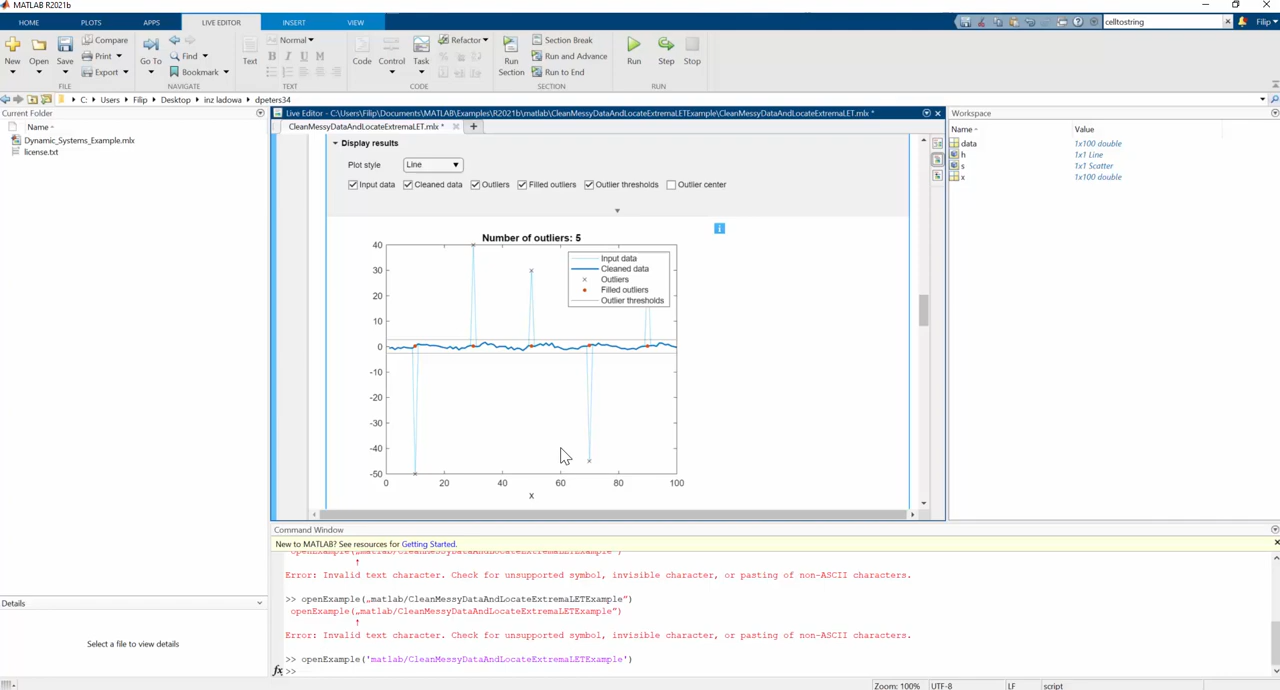 MATLAB R2021b
HOME PLOTS APPS LIVE EDITOR INSERT VIEW
celltostring
Filip
New Open Save Compare Print Export
Go To Find Bookmark
Text Normal B I U M
Code Control Task Refactor
Run Section Section Break Run and Advance Run to End
Run Step Stop
FILE NAVIGATE TEXT CODE SECTION RUN
C: Users Filip Desktop inz ladowa dpeters34
Current Folder
Name
Dynamic_Systems_Example.mlx
license.txt
Details
Select a file to view details
Live Editor - C:\Users\Filip\Documents\MATLAB\Examples\R2021b\matlab\CleanMessyDataAndLocateExtremaLETExample\CleanMessyDataAndLocateExtremaLET.mlx *
CleanMessyDataAndLocateExtremaLET.mlx *
Display results
Plot style Line
Input data Cleaned data Outliers Filled outliers Outlier thresholds Outlier center
Number of outliers: 5
40
30
20
10
0
-10
-20
-30
-40
-50
0 20 40 60 80 100
x
Input data
Cleaned data
Outliers
Filled outliers
Outlier thresholds
Workspace
Name Value
data 1x100 double
h 1x1 Line
s 1x1 Scatter
x 1x100 double
Command Window
New to MATLAB? See resources for Getting Started.
openExample(„matlab/CleanMessyDataAndLocateExtremaLETExample”)
↑
Error: Invalid text character. Check for unsupported symbol, invisible character, or pasting of non-ASCII characters.
>> openExample(„matlab/CleanMessyDataAndLocateExtremaLETExample”)
openExample(„matlab/CleanMessyDataAndLocateExtremaLETExample”)
↑
Error: Invalid text character. Check for unsupported symbol, invisible character, or pasting of non-ASCII characters.
>> openExample('matlab/CleanMessyDataAndLocateExtremaLETExample')
fx >>
Zoom: 100% UTF-8 LF script